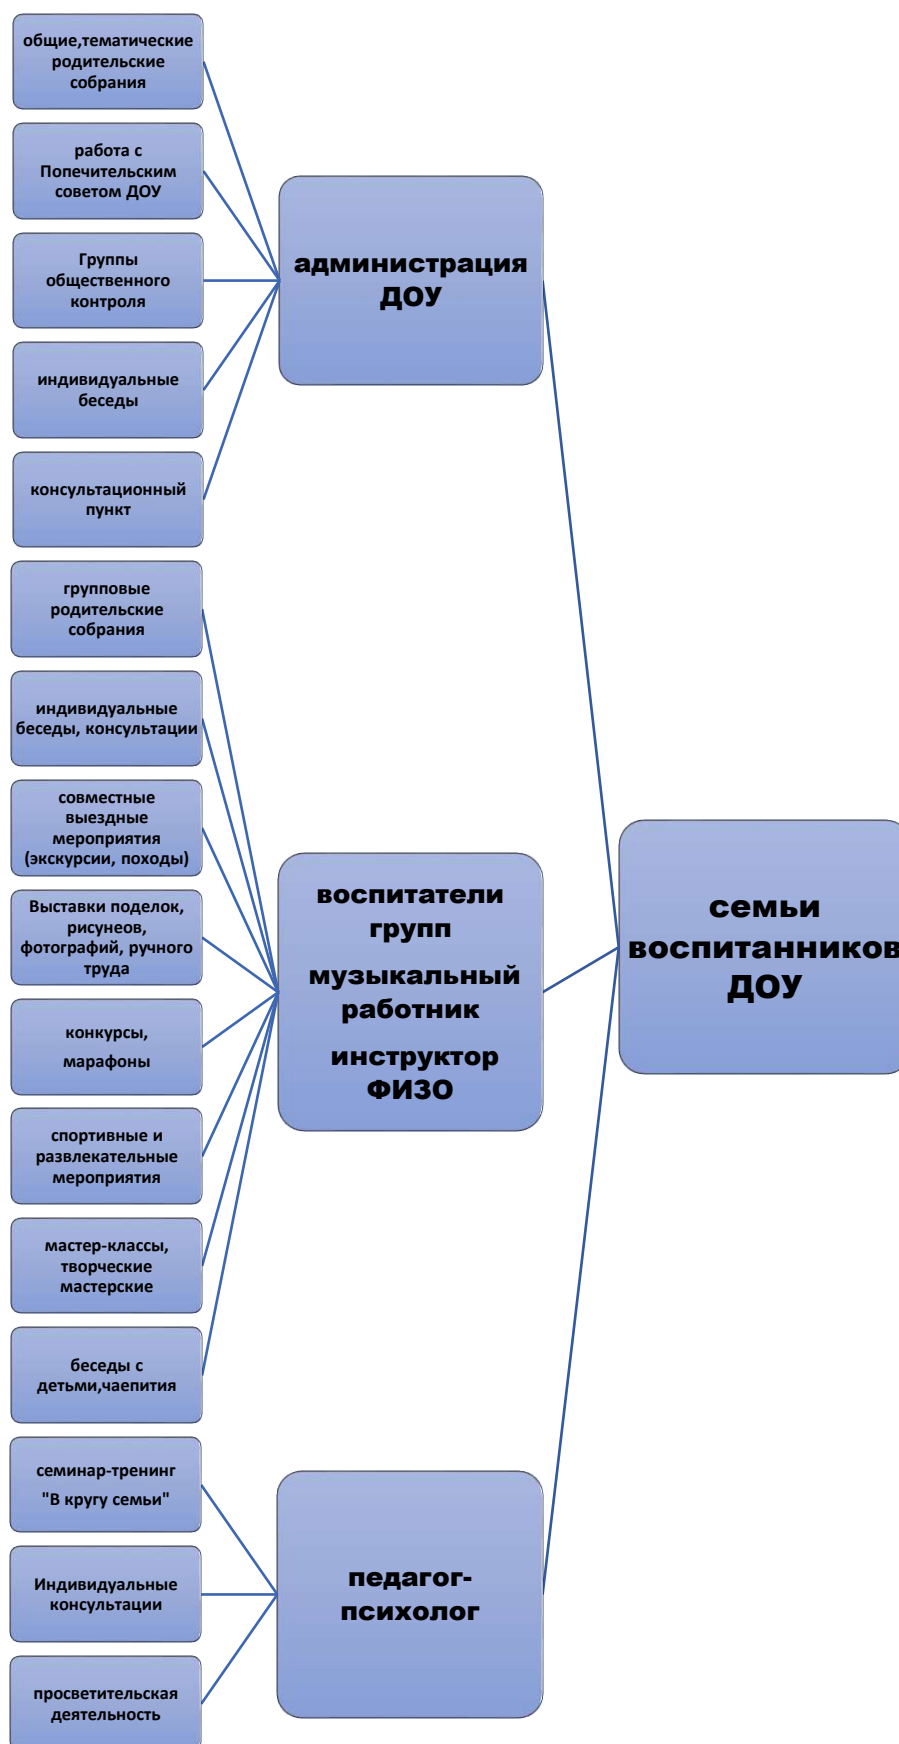 общие,тематические
родительские
собрания
работа с
Попечительским
советом ДОУ
Группы
общественного
контроля
индивидуальные
беседы
консультационный
пункт
групповые
родительские
собрания
индивидуальные
беседы, консультации
совместные
выездные
мероприятия
(экскурсии, походы)
Выставки поделок,
рисунеов,
фотографий, ручного
труда
конкурсы,
марафоны
спортивные и
развлекательные
мероприятия
мастер-классы,
творческие
мастерские
беседы с
детьми,чаепития
семинар-тренинг
"В кругу семьи"
Индивидуальные
консультации
просветительская
деятельность
администрация
ДОУ
воспитатели
групп
музыкальный
работник
инструктор
ФИЗО
педагог-
психолог
семьи
воспитанников
ДОУ